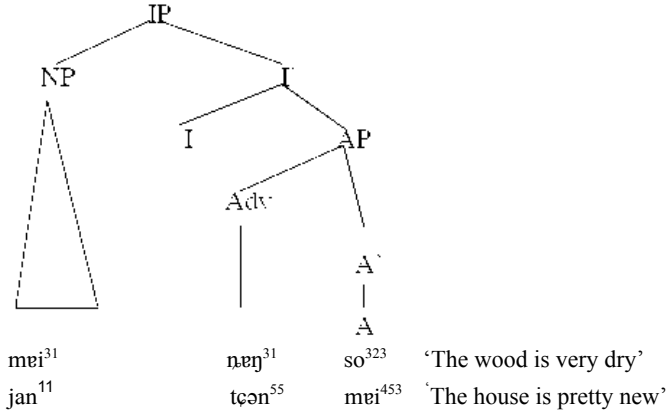 IP
NP I
I AP
Adv
A`
A
mɐi³¹ ȵɐŋ³¹ so³²³ ‘The wood is very dry’
jan¹¹ tɕən⁵⁵ mɐi⁴⁵³ ‘The house is pretty new’